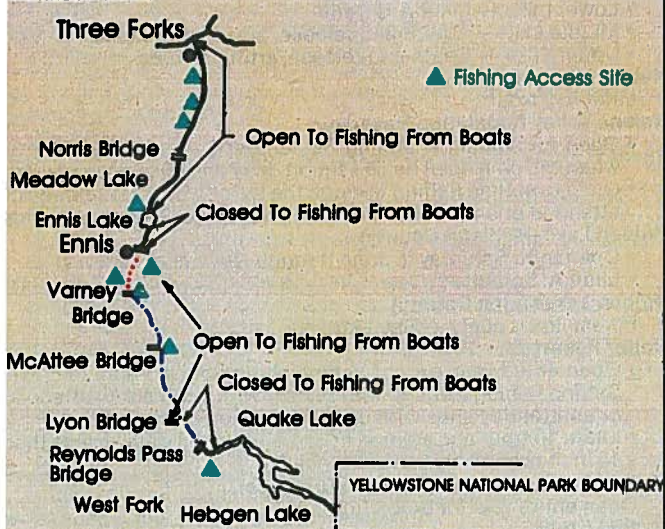 Three Forks
Fishing Access Site
Open To Fishing From Boats
Norris Bridge
Meadow Lake
Ennis Lake
Closed To Fishing From Boats
Ennis
Varney
Bridge
Open To Fishing From Boats
McAttee Bridge
Closed To Fishing From Boats
Lyon Bridge
Quake Lake
Reynolds Pass
Bridge
YELLOWSTONE NATIONAL PARK BOUNDARY
West Fork
Hebgen Lake